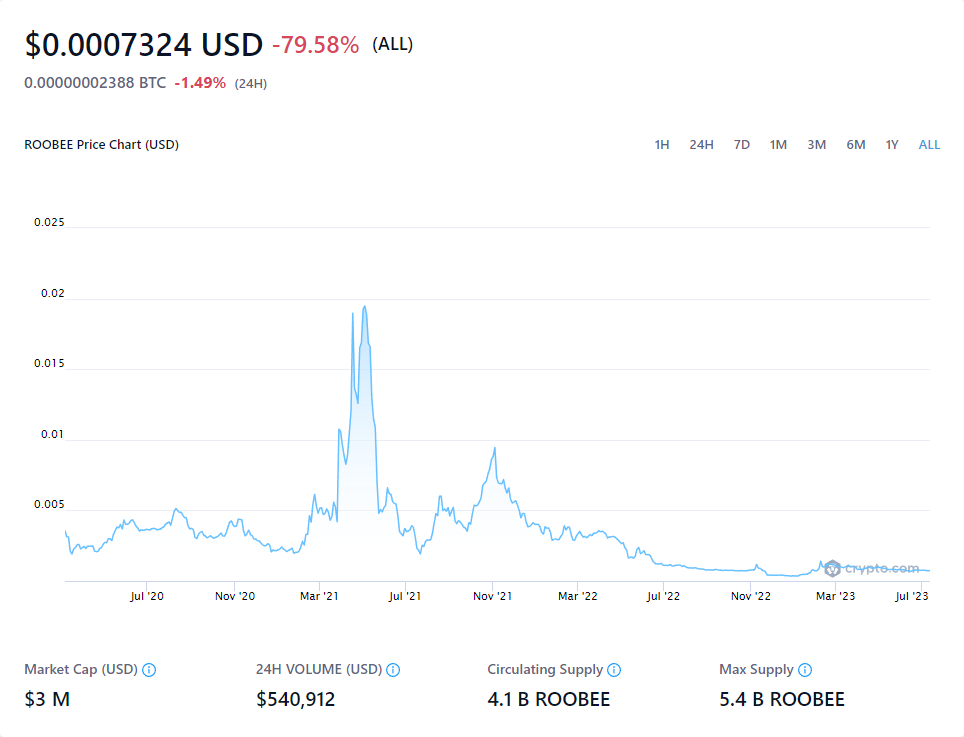 $0.0007324 USD -79.58% (ALL)
0.00000002388 BTC -1.49% (24H)
ROOBEE Price Chart (USD) 1H 24H 7D 1M 3M 6M 1Y ALL
0.025
0.02
0.015
0.01
0.005
crypto.com
Jul '20 Nov '20 Mar '21 Jul '21 Nov '21 Mar '22 Jul '22 Nov '22 Mar '23 Jul '23
Market Cap (USD) 24H VOLUME (USD) Circulating Supply Max Supply
$3 M $540,912 4.1 B ROOBEE 5.4 B ROOBEE